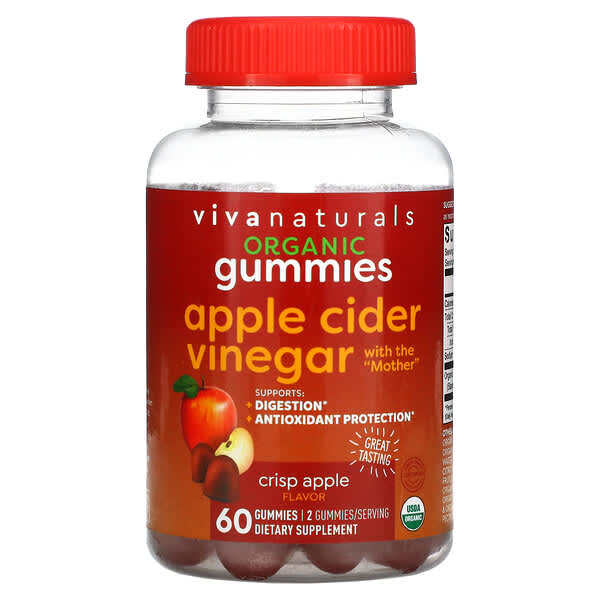 vivanaturals
ORGANIC
gummies
apple cider
vinegar with the "Mother"
SUPPORTS:
+ DIGESTION*
+ ANTIOXIDANT PROTECTION*
GREAT TASTING
crisp apple
FLAVOR
60 GUMMIES | 2 GUMMIES/SERVING
DIETARY SUPPLEMENT
USDA
ORGANIC